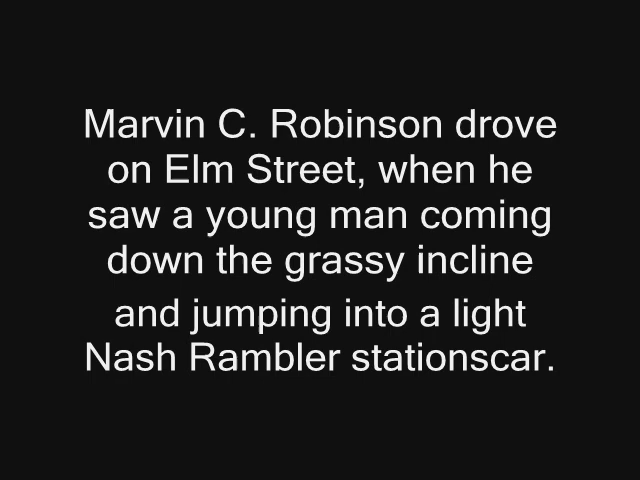 Marvin C. Robinson drove
on Elm Street, when he
saw a young man coming
down the grassy incline
and jumping into a light
Nash Rambler stationscar.